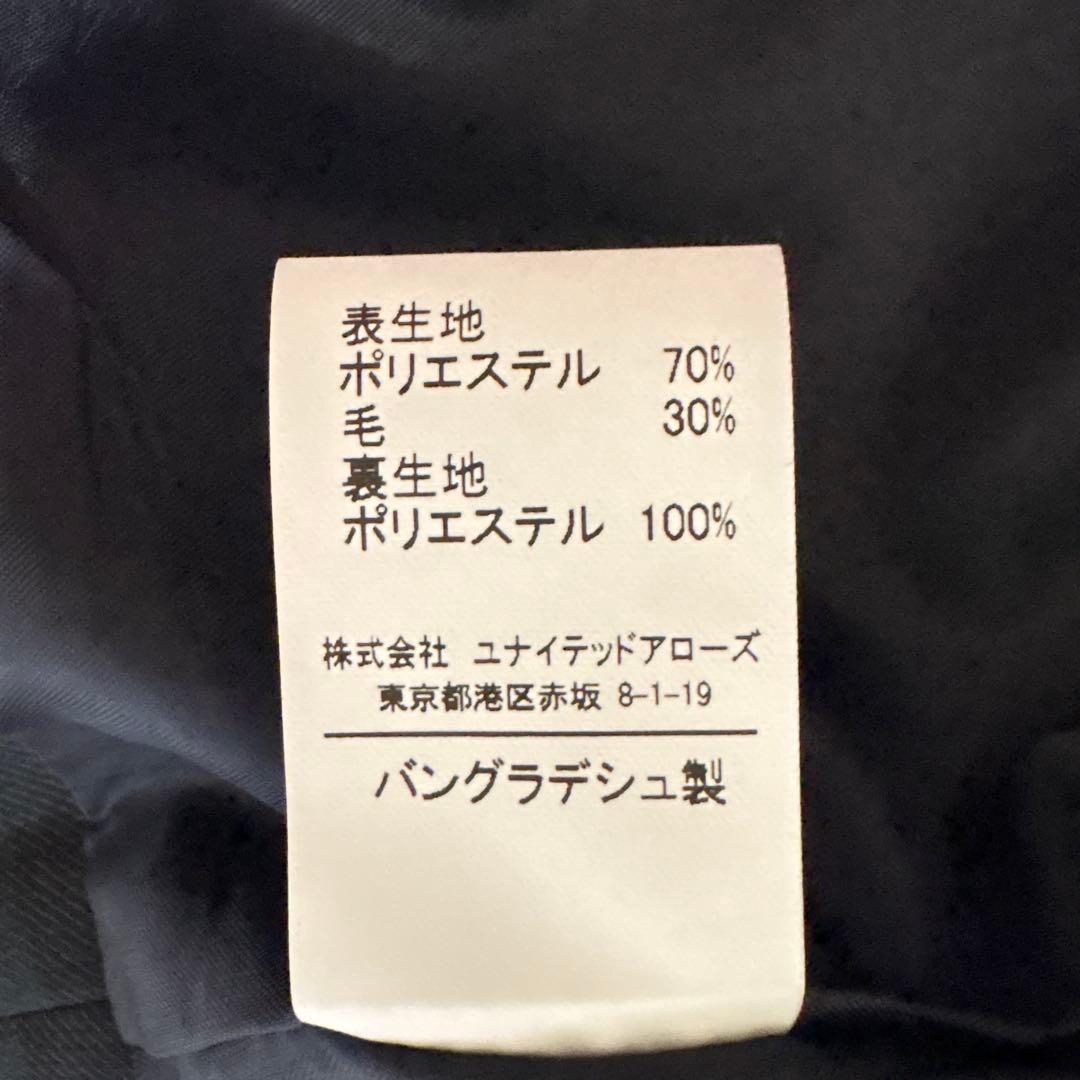 表生地
ポリエステル 70%
毛 30%
裏生地
ポリエステル 100%
株式会社 ユナイテッドアローズ
東京都港区赤坂 8-1-19
バングラデシュ製